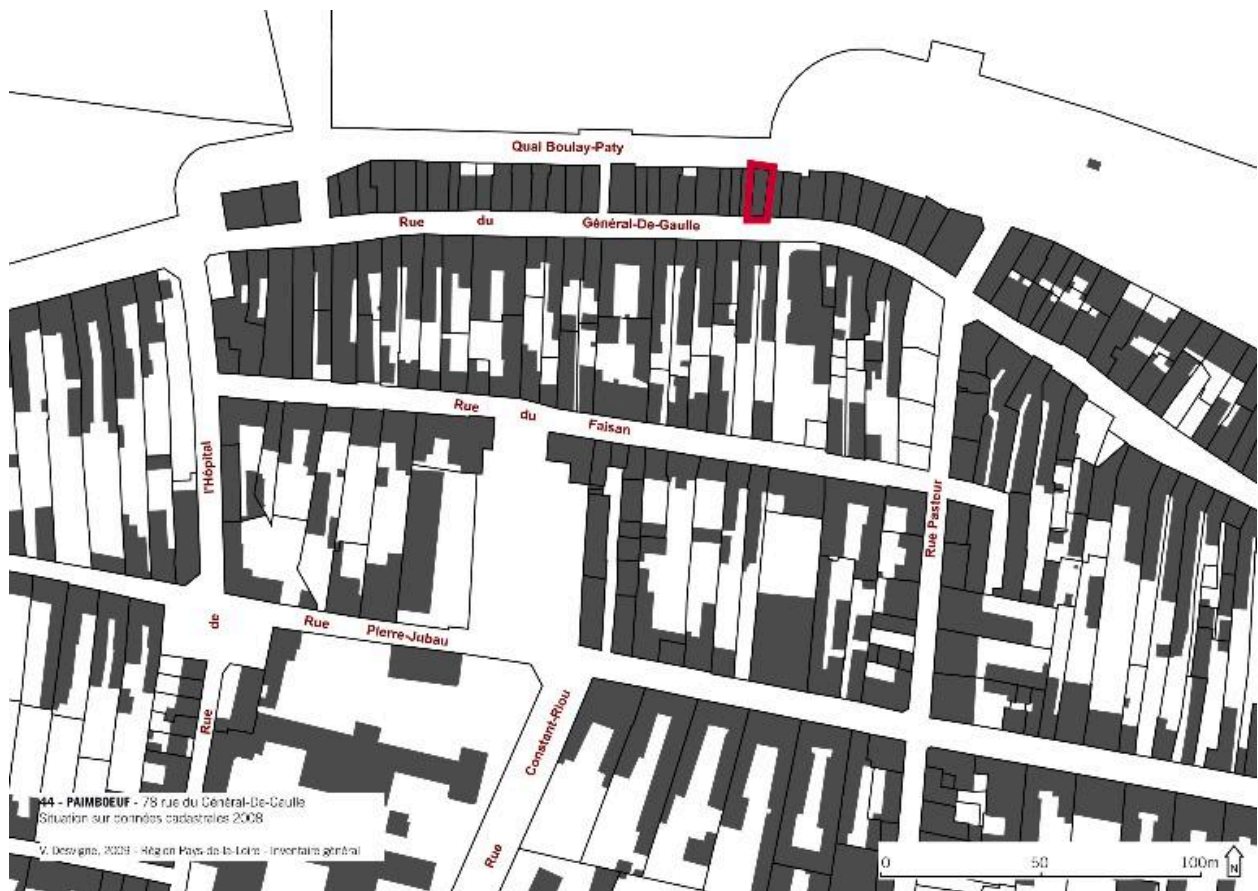 Quai Boulay-Paty
Rue du Général-De-Gaulle
Rue du Faisan
Rue de l'Hôpital
Rue Pasteur
Rue Pierre-Jubau
Rue Constant-Riou
44 - PAIMBOEUF - 78 rue du Général-De-Gaulle
Situation sur données cadastrales 2008
V. Desvigne, 2009 - Région Pays-de-la-Loire - Inventaire général
0 50 100m
N